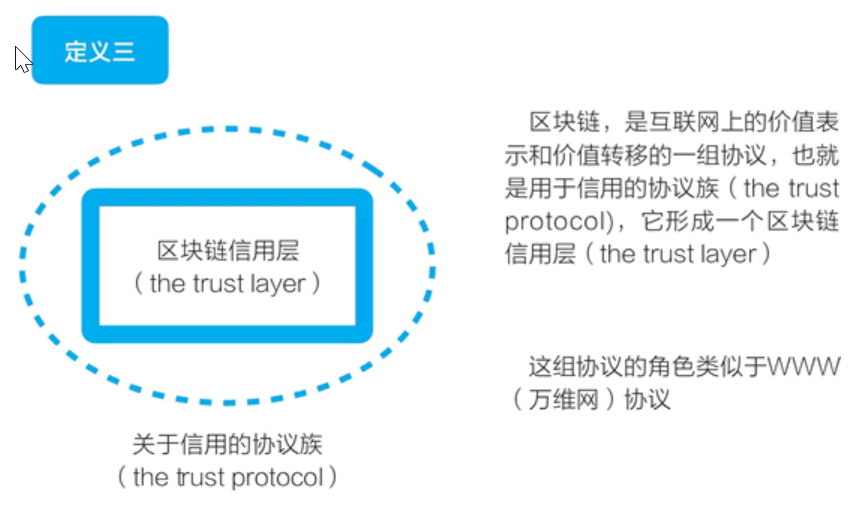 定义三
区块链信用层
（the trust layer）
关于信用的协议族
（the trust protocol）
区块链，是互联网上的价值表
示和价值转移的一组协议，也就
是用于信用的协议族（the trust
protocol)，它形成一个区块链
信用层（the trust layer）
这组协议的角色类似于WWW
（万维网）协议